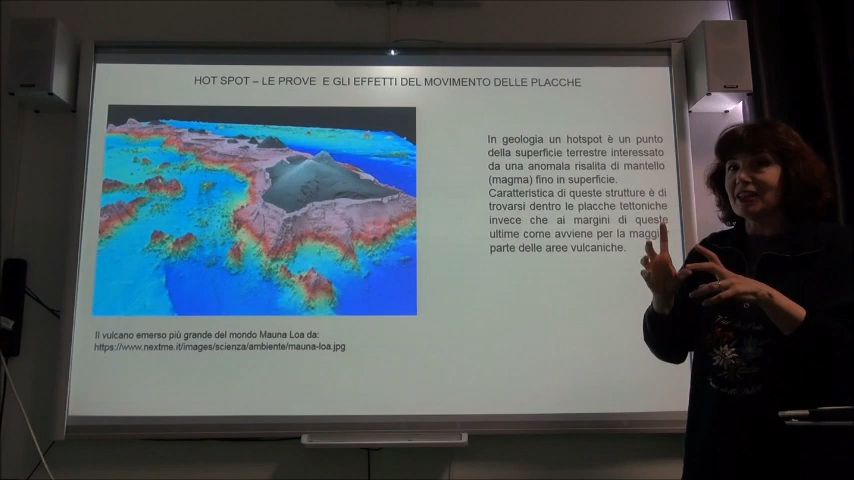 HOT SPOT – LE PROVE E GLI EFFETTI DEL MOVIMENTO DELLE PLACCHE
In geologia un hotspot è un punto
della superficie terrestre interessato
da una anomala risalita di mantello
(magma) fino in superficie.
Caratteristica di queste strutture è di
trovarsi dentro le placche tettoniche
invece che ai margini di queste
ultime come avviene per la maggior
parte delle aree vulcaniche.
Il vulcano emerso più grande del mondo Mauna Loa da:
https://www.nextme.it/images/scienza/ambiente/mauna-loa.jpg